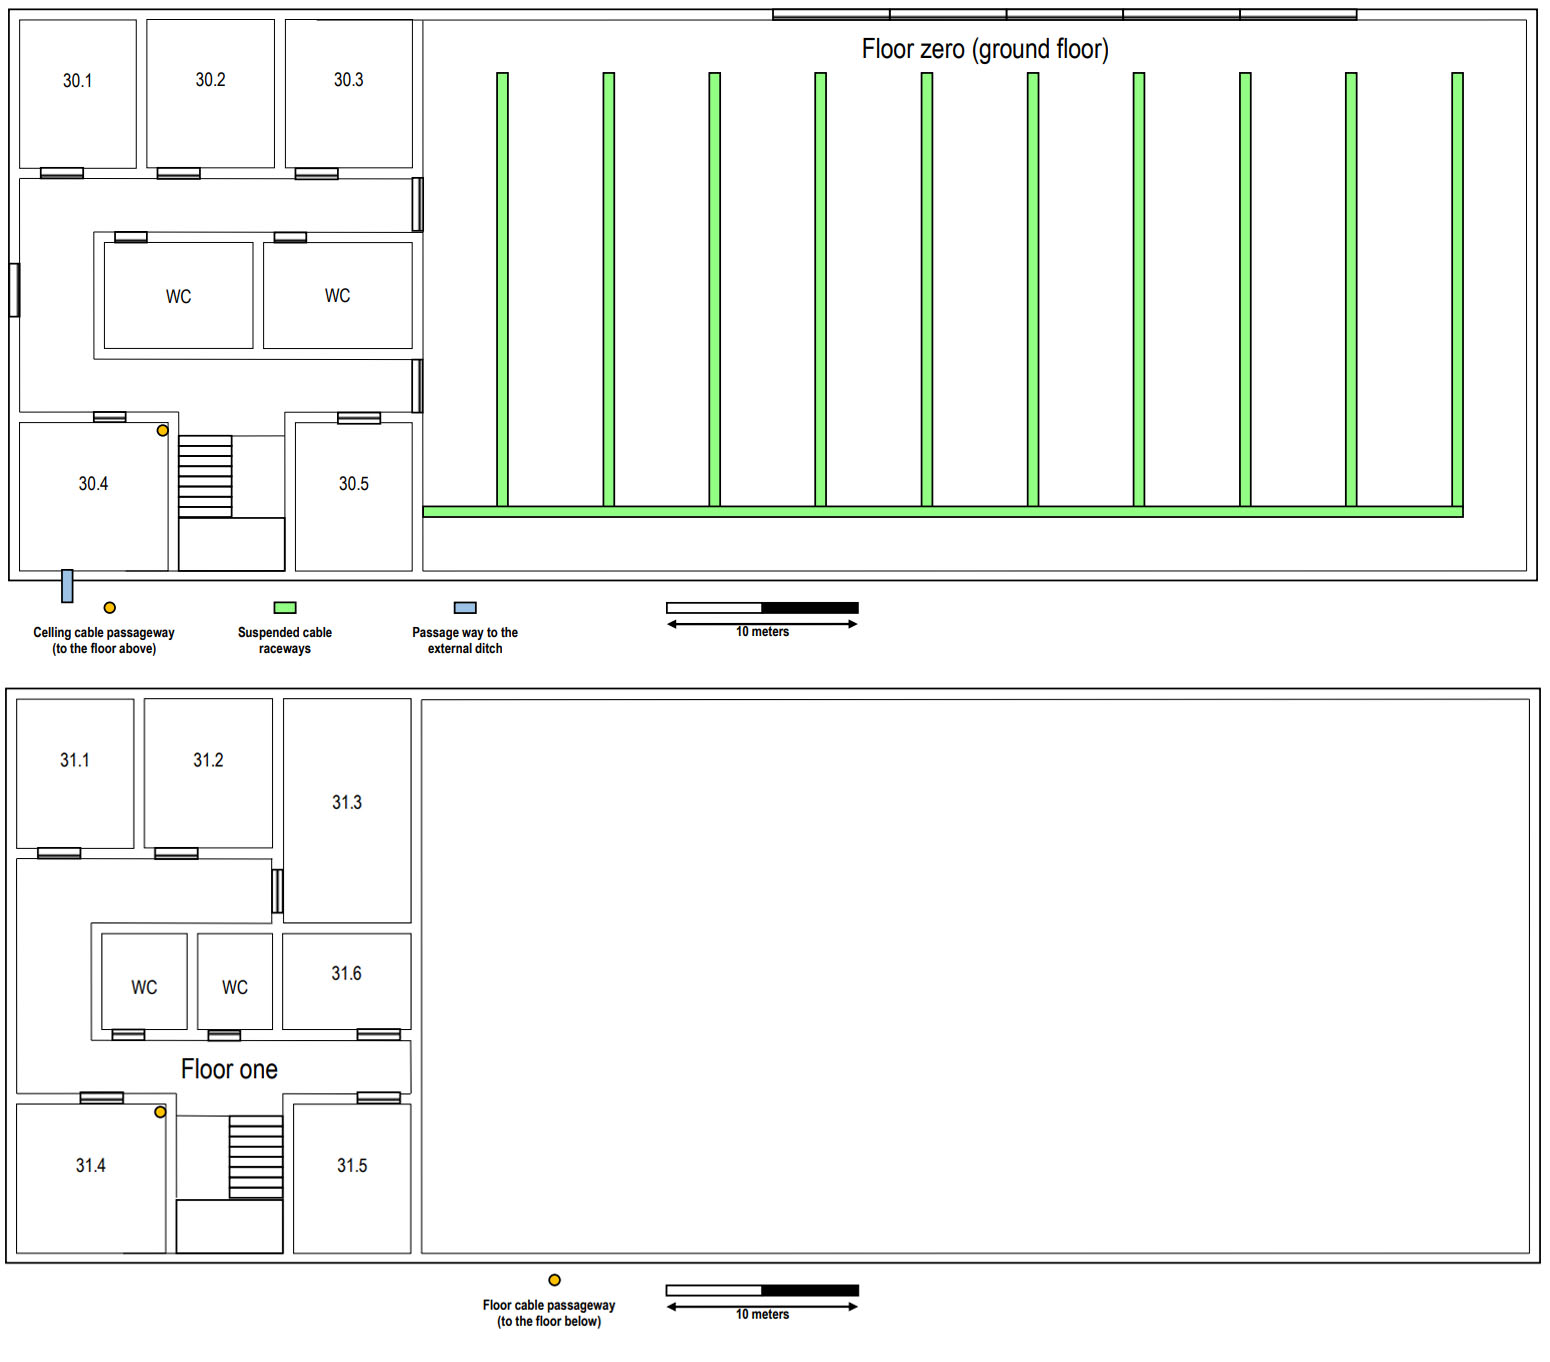 Floor zero (ground floor)
30.1
30.2
30.3
WC
WC
30.4
30.5
Celling cable passageway
(to the floor above)
Suspended cable
raceways
Passage way to the
external ditch
10 meters
31.1
31.2
31.3
WC
WC
31.6
Floor one
31.4
31.5
Floor cable passageway
(to the floor below)
10 meters